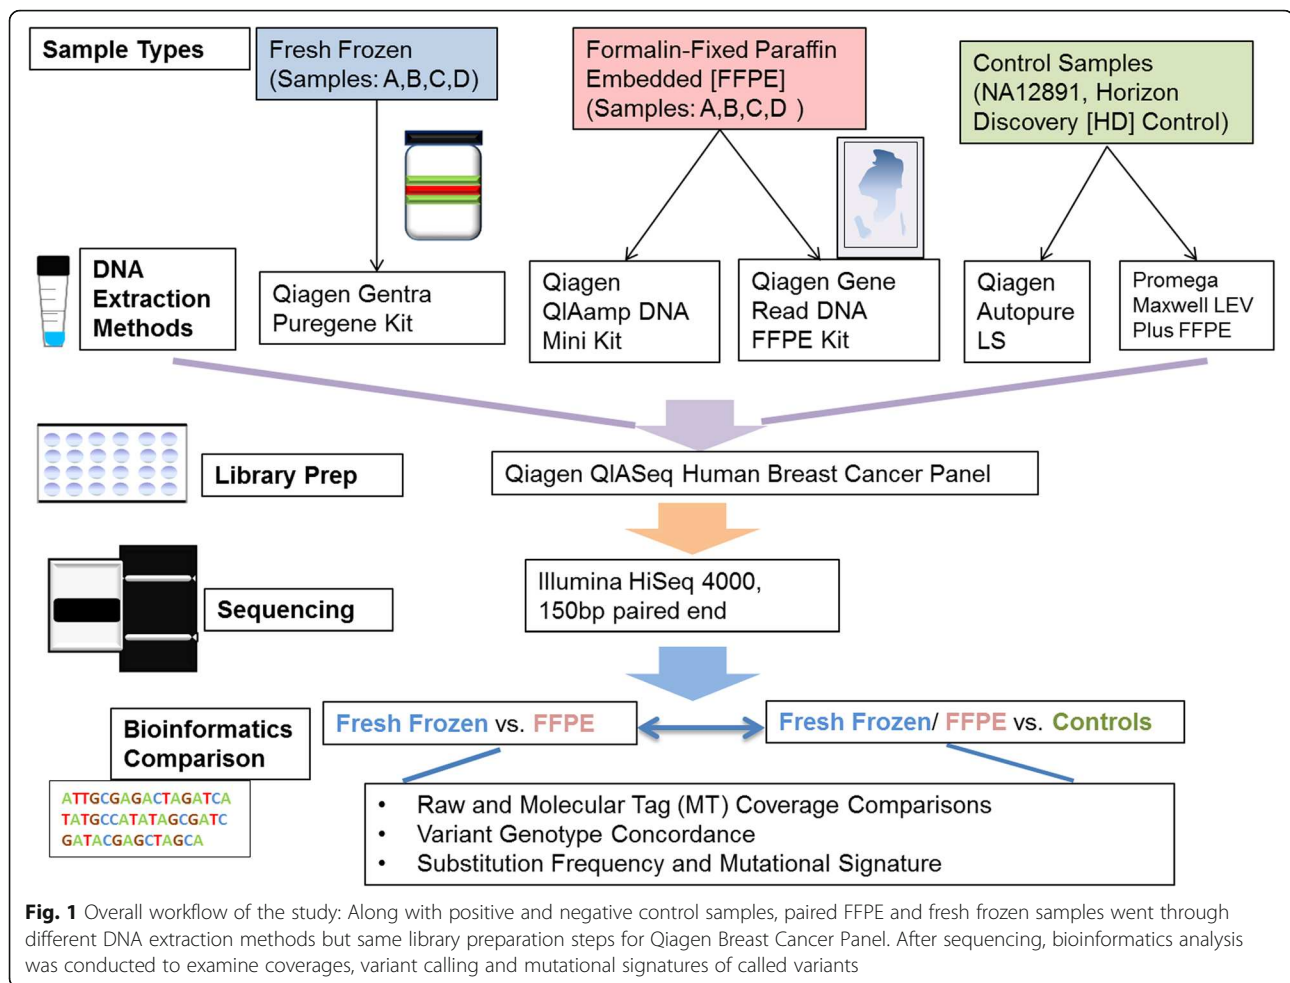 Sample Types
Fresh Frozen
(Samples: A,B,C,D)
Formalin-Fixed Paraffin
Embedded [FFPE]
(Samples: A,B,C,D )
Control Samples
(NA12891, Horizon
Discovery [HD] Control)
DNA
Extraction
Methods
Qiagen Gentra
Puregene Kit
Qiagen
QIAamp DNA
Mini Kit
Qiagen Gene
Read DNA
FFPE Kit
Qiagen
Autopure
LS
Promega
Maxwell LEV
Plus FFPE
Library Prep
Qiagen QIASeq Human Breast Cancer Panel
Sequencing
Illumina HiSeq 4000,
150bp paired end
Bioinformatics
Comparison
Fresh Frozen vs. FFPE
Fresh Frozen/ FFPE vs. Controls
ATTGCGAGACTAGATCA
TATGCCATATAGCGATC
GATACGAGCTAGCA
• Raw and Molecular Tag (MT) Coverage Comparisons
• Variant Genotype Concordance
• Substitution Frequency and Mutational Signature
Fig. 1 Overall workflow of the study: Along with positive and negative control samples, paired FFPE and fresh frozen samples went through
different DNA extraction methods but same library preparation steps for Qiagen Breast Cancer Panel. After sequencing, bioinformatics analysis
was conducted to examine coverages, variant calling and mutational signatures of called variants